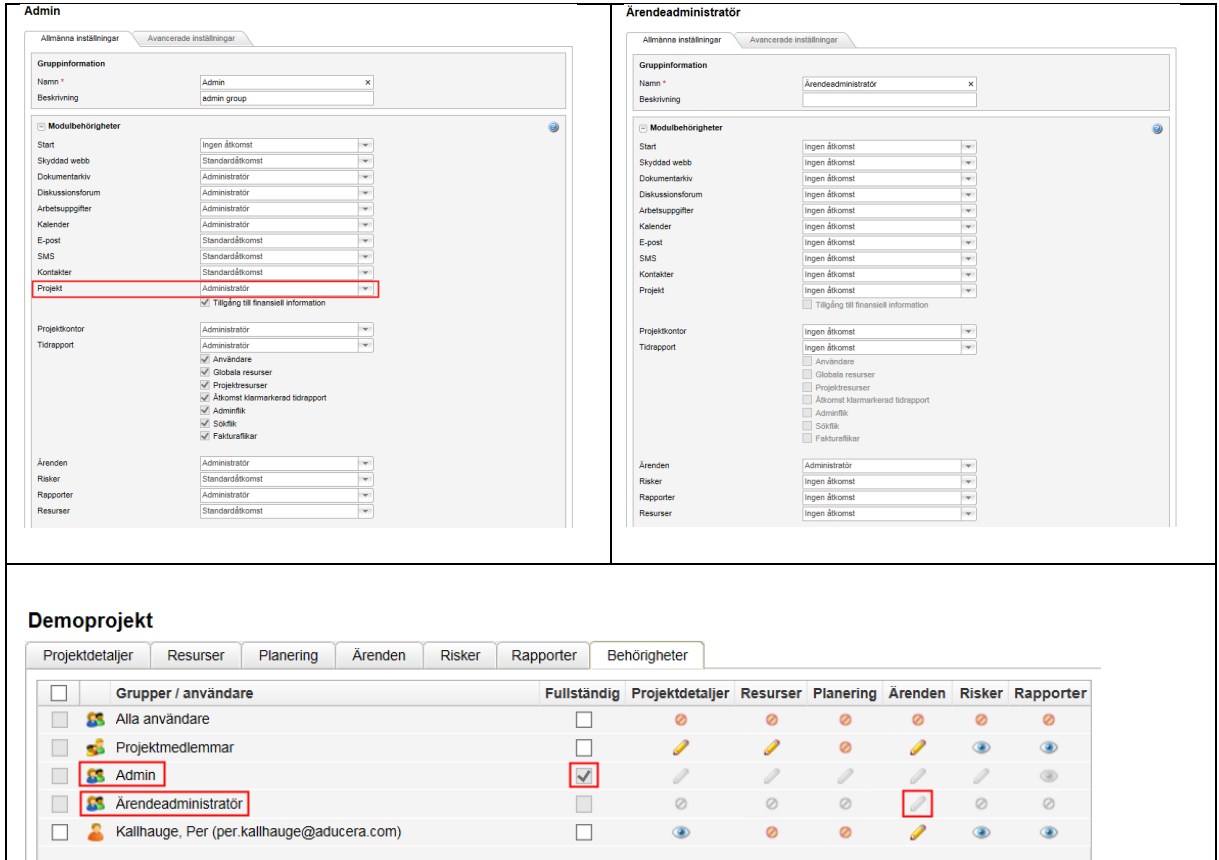 Admin
Allmänna inställningar Avancerade inställningar
Gruppinformation
Namn * Admin ×
Beskrivning admin group
Modulbehörigheter
Start Ingen åtkomst
Skyddad webb Standardåtkomst
Dokumentarkiv Administratör
Diskussionsforum Administratör
Arbetsuppgifter Administratör
Kalender Administratör
E-post Standardåtkomst
SMS Standardåtkomst
Kontakter Standardåtkomst
Projekt Administratör
Tillgång till finansiell information
Projektkontor Administratör
Tidrapport Administratör
Användare
Globala resurser
Projektresurser
Åtkomst klarmarkerad tidrapport
Adminflik
Sökflik
Fakturaflikar
Ärenden Administratör
Risker Standardåtkomst
Rapporter Administratör
Resurser Standardåtkomst
Ärendeadministratör
Allmänna inställningar Avancerade inställningar
Gruppinformation
Namn * Ärendeadministratör ×
Beskrivning
Modulbehörigheter
Start Ingen åtkomst
Skyddad webb Ingen åtkomst
Dokumentarkiv Ingen åtkomst
Diskussionsforum Ingen åtkomst
Arbetsuppgifter Ingen åtkomst
Kalender Ingen åtkomst
E-post Ingen åtkomst
SMS Ingen åtkomst
Kontakter Ingen åtkomst
Projekt Ingen åtkomst
Tillgång till finansiell information
Projektkontor Ingen åtkomst
Tidrapport Ingen åtkomst
Användare
Globala resurser
Projektresurser
Åtkomst klarmarkerad tidrapport
Adminflik
Sökflik
Fakturaflikar
Ärenden Administratör
Risker Ingen åtkomst
Rapporter Ingen åtkomst
Resurser Ingen åtkomst
Demoprojekt
Projektdetaljer Resurser Planering Ärenden Risker Rapporter Behörigheter
Grupper / användare Fullständig Projektdetaljer Resurser Planering Ärenden Risker Rapporter
Alla användare
Projektmedlemmar
Admin
Ärendeadministratör
Kallhauge, Per (per.kallhauge@aducera.com)